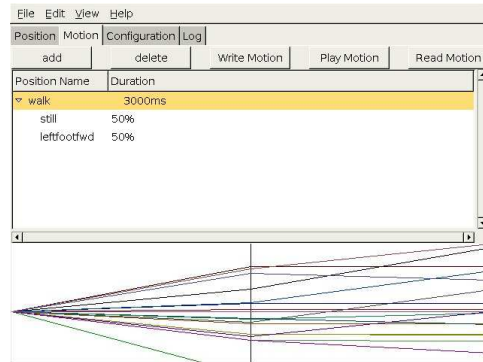 File Edit View Help
Position Motion Configuration Log
add delete Write Motion Play Motion Read Motion
Position Name Duration
walk 3000ms
still 50%
leftfootfwd 50%